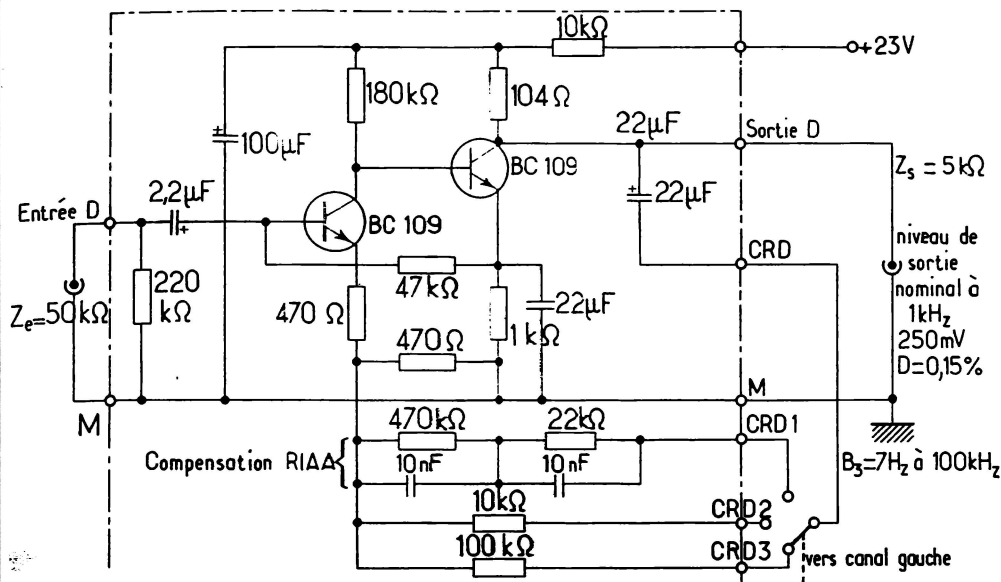 10kΩ
+23V
180kΩ
104Ω
100µF
BC 109
22µF
Sortie D
Zs = 5kΩ
2,2µF
22µF
Entrée D
BC 109
CRD
niveau de
sortie
nominal à
1kHz
250mV
D=0,15%
220
kΩ
47kΩ
Ze=50kΩ
470 Ω
22µF
1kΩ
470Ω
M
M
470kΩ
22kΩ
CRD1
Compensation RIAA
10nF
10nF
B3=7Hz à 100kHz
10kΩ
CRD2
100kΩ
CRD3
vers canal gauche